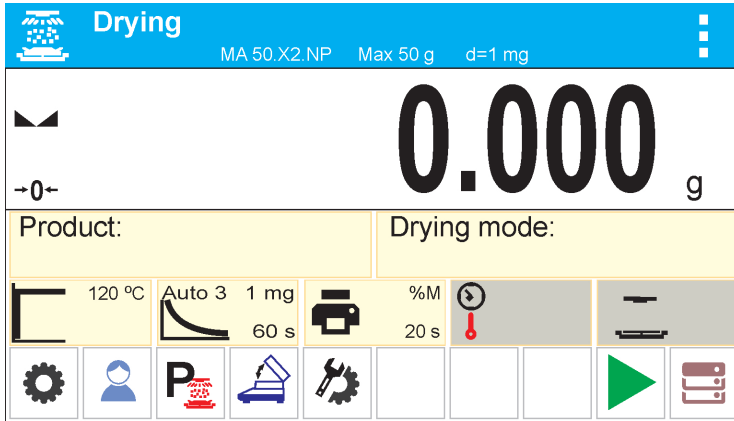 Drying
MA 50.X2.NP Max 50 g d=1 mg
0.000 g
→0←
Product:
Drying mode:
120 ºC
Auto 3 1 mg
60 s
%M
20 s
P